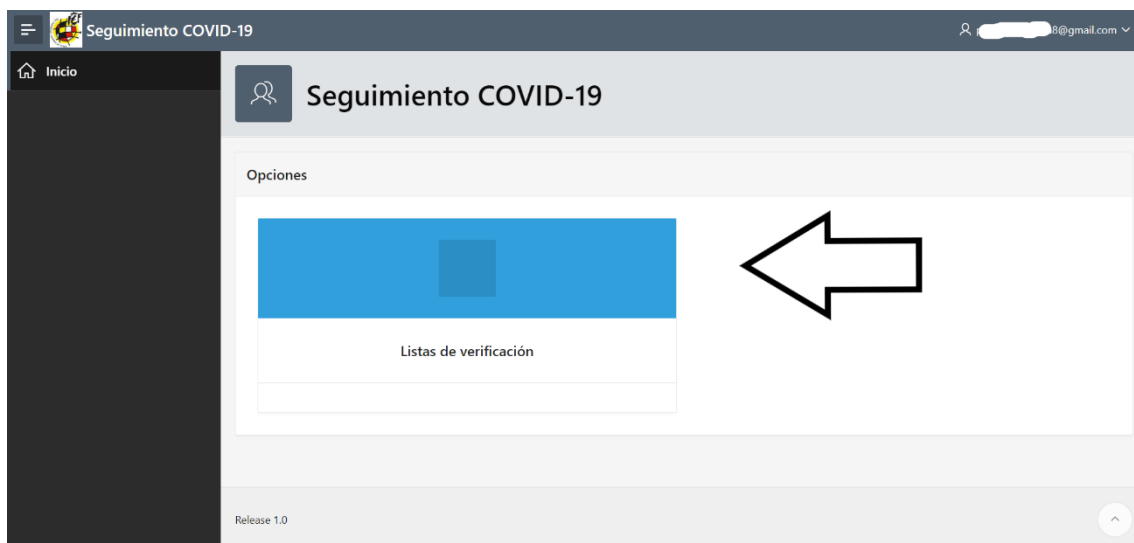 Seguimiento COVID-19
8@gmail.com
Inicio
Seguimiento COVID-19
Opciones
Listas de verificación
Release 1.0